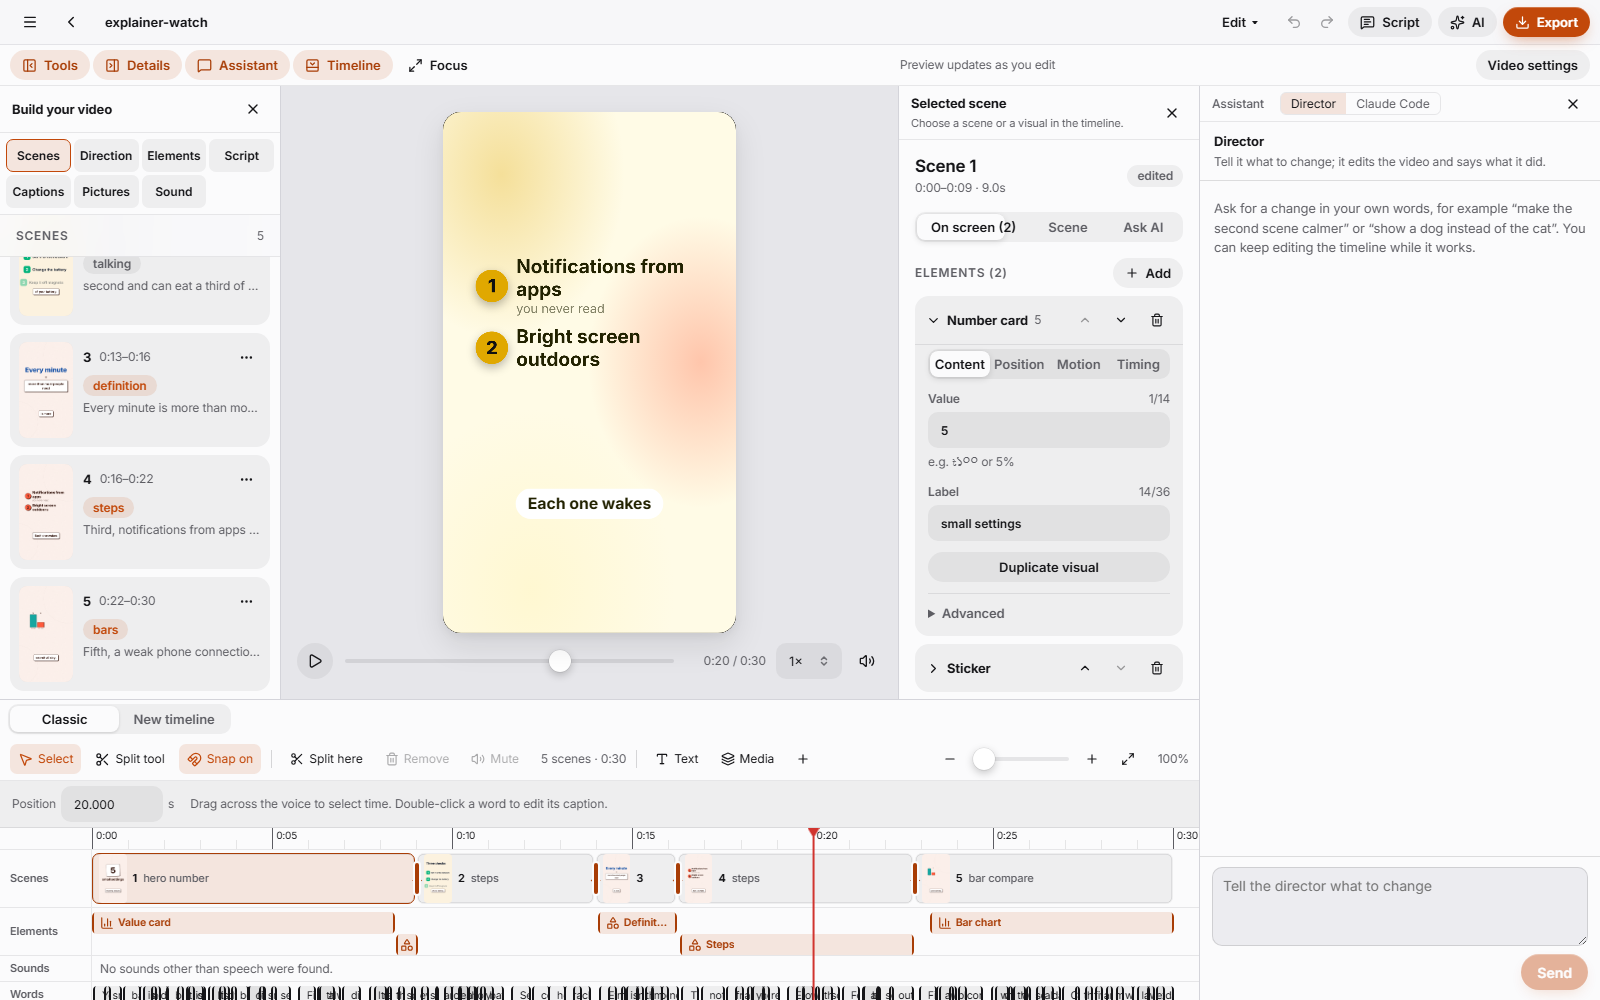 explainer-watch
Edit
Script
AI
Export
Tools
Details
Assistant
Timeline
Focus
Preview updates as you edit
Video settings
Build your video
Scenes
Direction
Elements
Script
Captions
Pictures
Sound
SCENES
5
talking
second and can eat a third of ...
3 0:13–0:16
definition
Every minute is more than mo...
4 0:16–0:22
steps
Third, notifications from apps ...
5 0:22–0:30
bars
Fifth, a weak phone connectio...
1 Notifications from
apps
you never read
2 Bright screen
outdoors
Each one wakes
0:20 / 0:30
1×
Selected scene
Choose a scene or a visual in the timeline.
Scene 1
0:00–0:09 · 9.0s
edited
On screen (2)
Scene
Ask AI
ELEMENTS (2)
+ Add
Number card 5
Content
Position
Motion
Timing
Value
1/14
5
e.g. ৳১০০ or 5%
Label
14/36
small settings
Duplicate visual
Advanced
Sticker
Assistant
Director
Claude Code
Director
Tell it what to change; it edits the video and says what it did.
Ask for a change in your own words, for example “make the
second scene calmer” or “show a dog instead of the cat”. You
can keep editing the timeline while it works.
Tell the director what to change
Send
Classic
New timeline
Select
Split tool
Snap on
Split here
Remove
Mute
5 scenes · 0:30
Text
Media
100%
Position
20.000
s
Drag across the voice to select time. Double-click a word to edit its caption.
0:00
0:05
0:10
0:15
0:20
0:25
0:30
Scenes
1 hero number
2 steps
3
4 steps
5 bar compare
Elements
Value card
Definit...
Bar chart
Steps
Sounds
No sounds other than speech were found.
Words